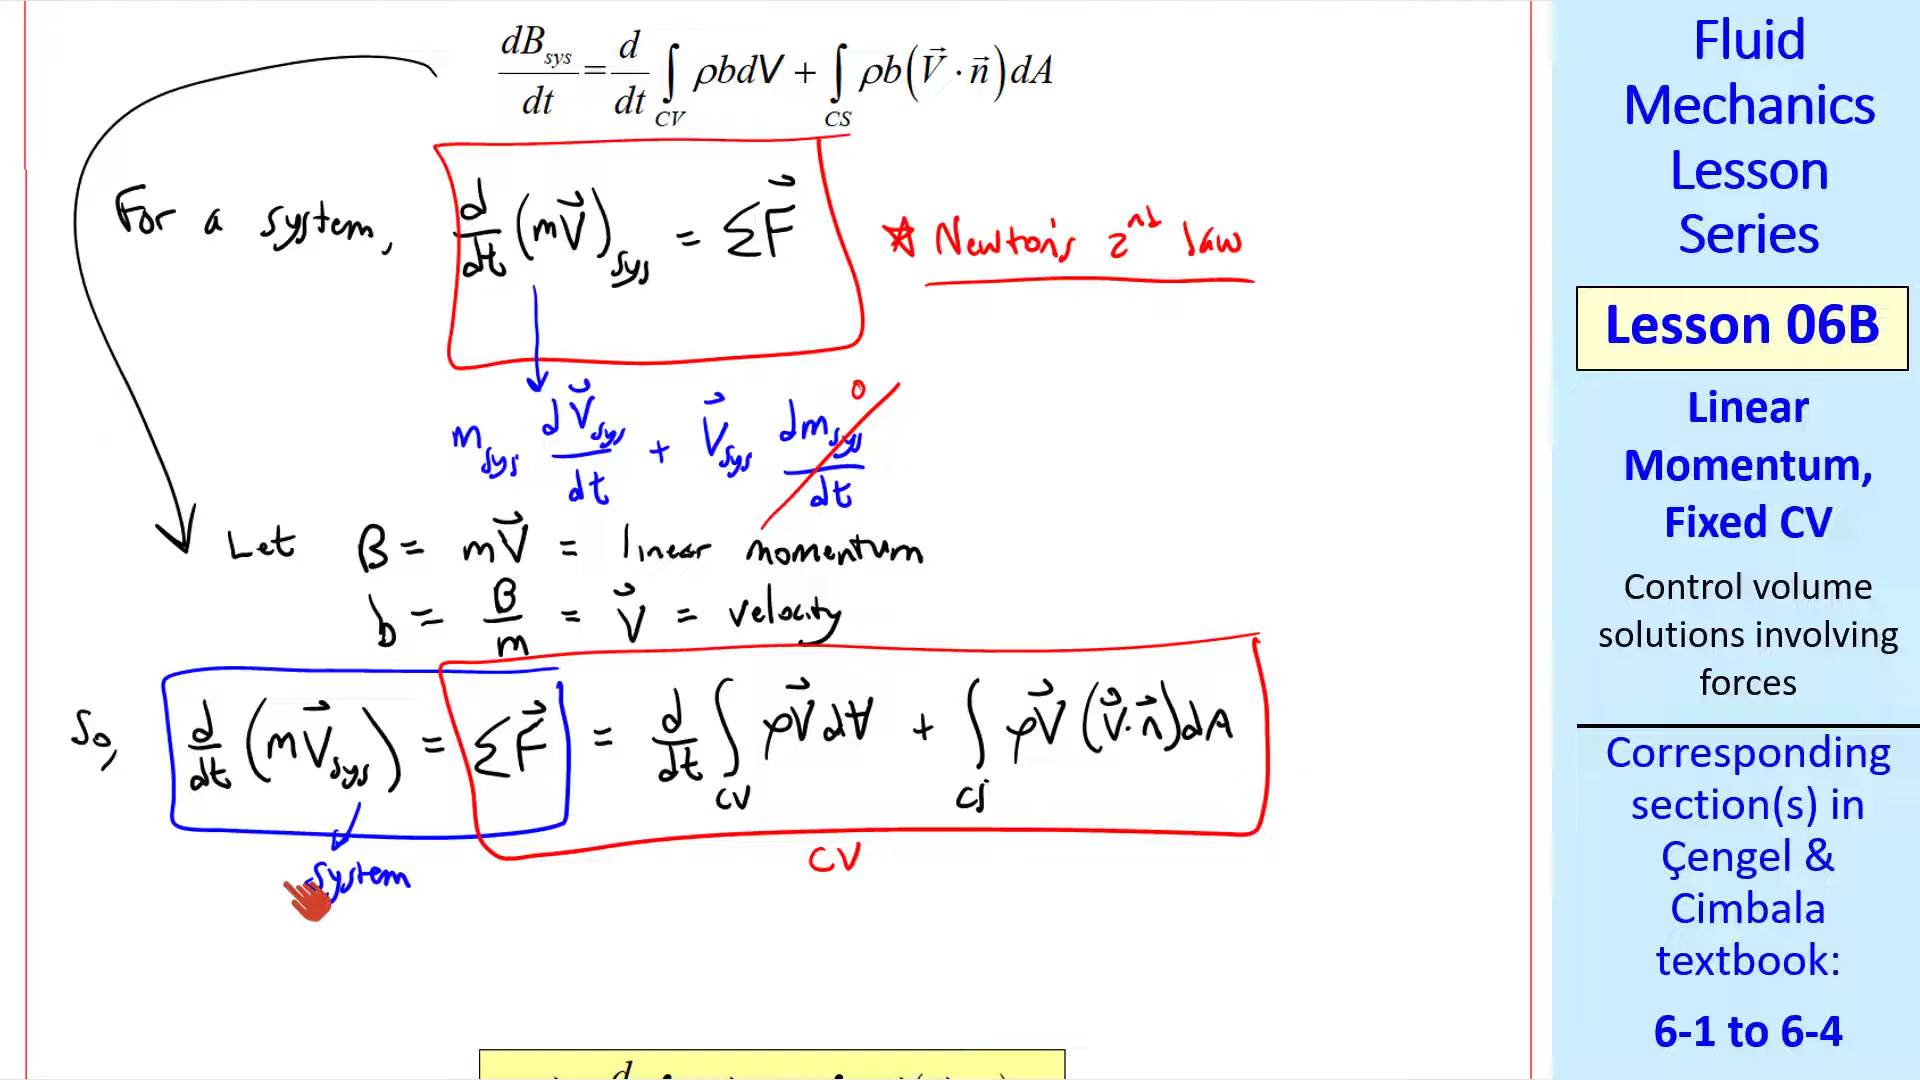 dB_sys/dt = d/dt ∫_CV ρbdV + ∫_CS ρb(V⃗ · n⃗)dA
For a system, d/dt (mV⃗)_sys = ΣF⃗ ☆ Newton's 2nd law
m_sys dV⃗_sys/dt + V⃗_sys dm_sys/dt 0
Let B = mV⃗ = linear momentum
b = B/m = V⃗ = velocity
So, d/dt (mV⃗_sys) = ΣF⃗ = d/dt ∫_CV ρV⃗dV̶ + ∫_CS ρV⃗(V⃗·n⃗)dA
system
CV
Fluid
Mechanics
Lesson
Series
Lesson 06B
Linear
Momentum,
Fixed CV
Control volume
solutions involving
forces
Corresponding
section(s) in
Çengel &
Cimbala
textbook:
6-1 to 6-4